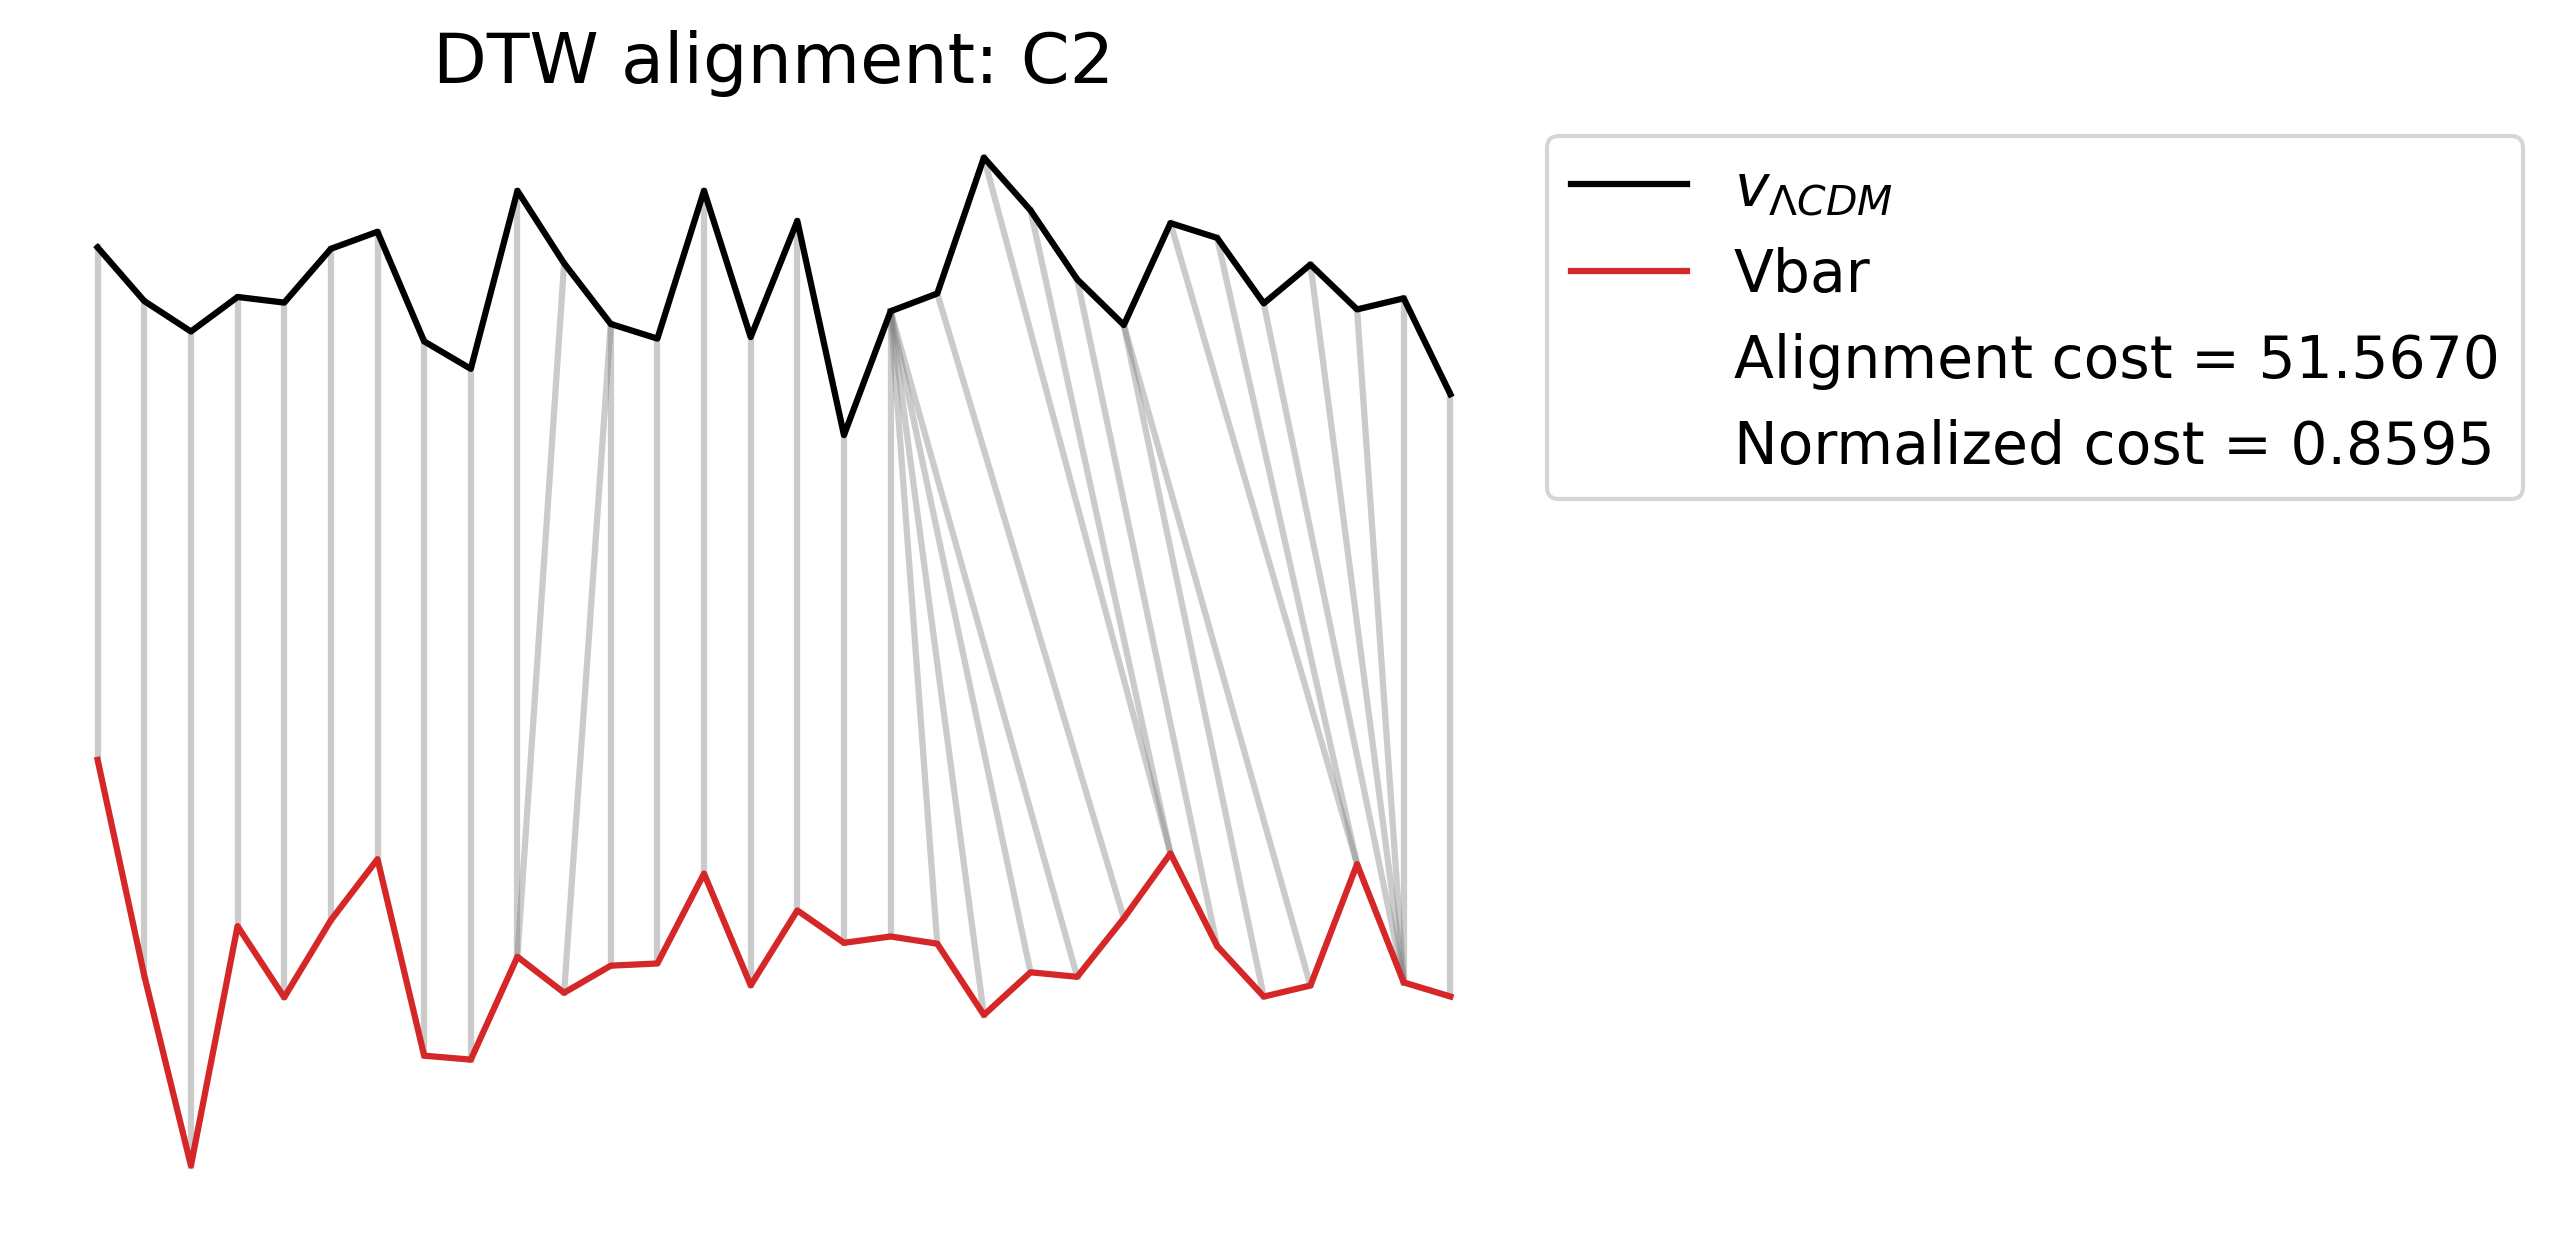 DTW alignment: C2
vΛCDM
Vbar
Alignment cost = 51.5670
Normalized cost = 0.8595